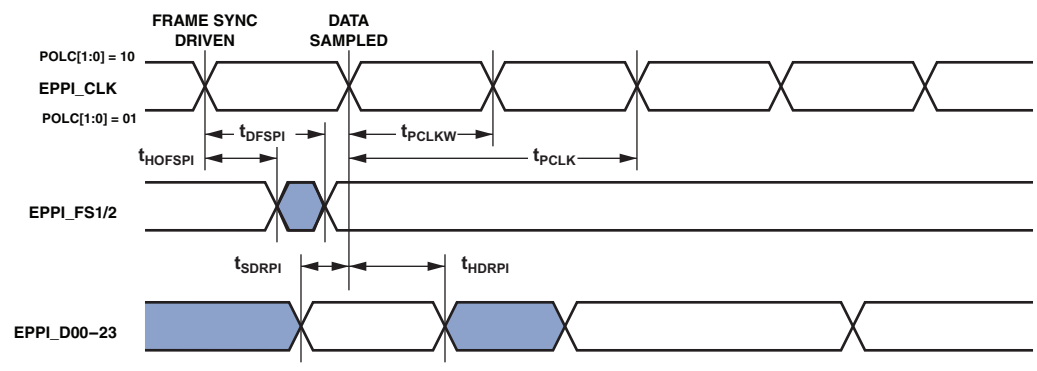 FRAME SYNC
DRIVEN
DATA
SAMPLED
POLC[1:0] = 10
EPPI_CLK
POLC[1:0] = 01
tDFSPI
tPCLKW
tHOFSPI
tPCLK
EPPI_FS1/2
tSDRPI
tHDRPI
EPPI_D00–23